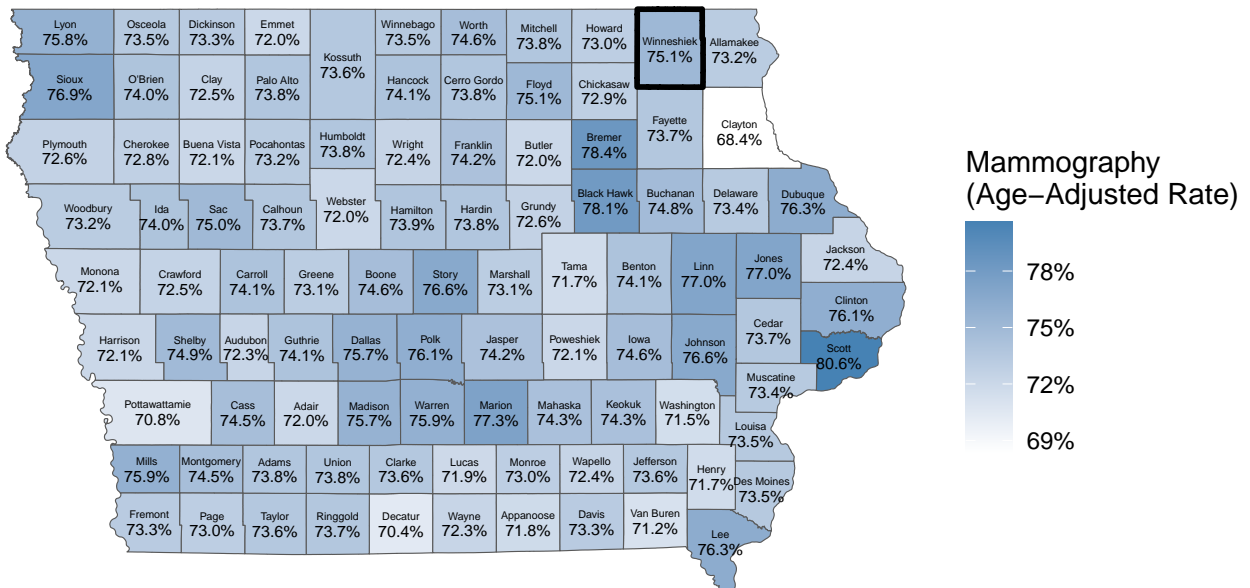 Lyon
75.8%
Osceola
73.5%
Dickinson
73.3%
Emmet
72.0%
Kossuth
73.6%
Winnebago
73.5%
Worth
74.6%
Mitchell
73.8%
Howard
73.0%
Winneshiek
75.1%
Allamakee
73.2%
Sioux
76.9%
O'Brien
74.0%
Clay
72.5%
Palo Alto
73.8%
Hancock
74.1%
Cerro Gordo
73.8%
Floyd
75.1%
Chickasaw
72.9%
Fayette
73.7%
Clayton
68.4%
Plymouth
72.6%
Cherokee
72.8%
Buena Vista
72.1%
Pocahontas
73.2%
Humboldt
73.8%
Wright
72.4%
Franklin
74.2%
Butler
72.0%
Bremer
78.4%
Woodbury
73.2%
Ida
74.0%
Sac
75.0%
Calhoun
73.7%
Webster
72.0%
Hamilton
73.9%
Hardin
73.8%
Grundy
72.6%
Black Hawk
78.1%
Buchanan
74.8%
Delaware
73.4%
Dubuque
76.3%
Monona
72.1%
Crawford
72.5%
Carroll
74.1%
Greene
73.1%
Boone
74.6%
Story
76.6%
Marshall
73.1%
Tama
71.7%
Benton
74.1%
Linn
77.0%
Jones
77.0%
Jackson
72.4%
Clinton
76.1%
Harrison
72.1%
Shelby
74.9%
Audubon
72.3%
Guthrie
74.1%
Dallas
75.7%
Polk
76.1%
Jasper
74.2%
Poweshiek
72.1%
Iowa
74.6%
Johnson
76.6%
Cedar
73.7%
Scott
80.6%
Muscatine
73.4%
Pottawattamie
70.8%
Cass
74.5%
Adair
72.0%
Madison
75.7%
Warren
75.9%
Marion
77.3%
Mahaska
74.3%
Keokuk
74.3%
Washington
71.5%
Louisa
73.5%
Mills
75.9%
Montgomery
74.5%
Adams
73.8%
Union
73.8%
Clarke
73.6%
Lucas
71.9%
Monroe
73.0%
Wapello
72.4%
Jefferson
73.6%
Henry
71.7%
Des Moines
73.5%
Fremont
73.3%
Page
73.0%
Taylor
73.6%
Ringgold
73.7%
Decatur
70.4%
Wayne
72.3%
Appanoose
71.8%
Davis
73.3%
Van Buren
71.2%
Lee
76.3%
Mammography
(Age−Adjusted Rate)
78%
75%
72%
69%